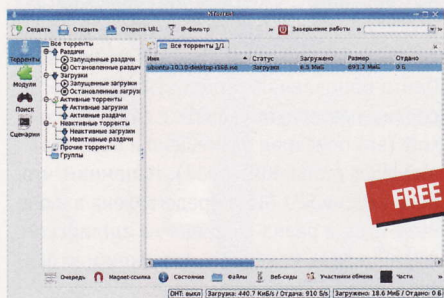 KTorrent
Создать Открыть Открыть URL IP-фильтр » Завершение работы » »
Торренты
Модули
Поиск
Сценарии
Все торренты
Раздачи
Запущенные раздачи
Остановленные раздач
Загрузки
Запущенные загрузки
Остановленные загрузк
Активные торренты
Активные загрузки
Активные раздачи
Неактивные торренты
Неактивные загрузки
Неактивные раздачи
Прочие торренты
Группы
Все торренты 1/1
Имя Статус Загружено Размер Отдано
ubuntu-10.10-desktop-i386.iso Загрузка 6.5 МиБ 693.2 МиБ 0 Б
FREE
Очередь Magnet-ссылка Состояние Файлы Веб-сиды Участники обмена Части »
DHT: выкл Загрузка: 440.7 КиБ/s / Отдача: 910 Б/s Загружено: 18.6 МиБ / Отдано: 0 Б